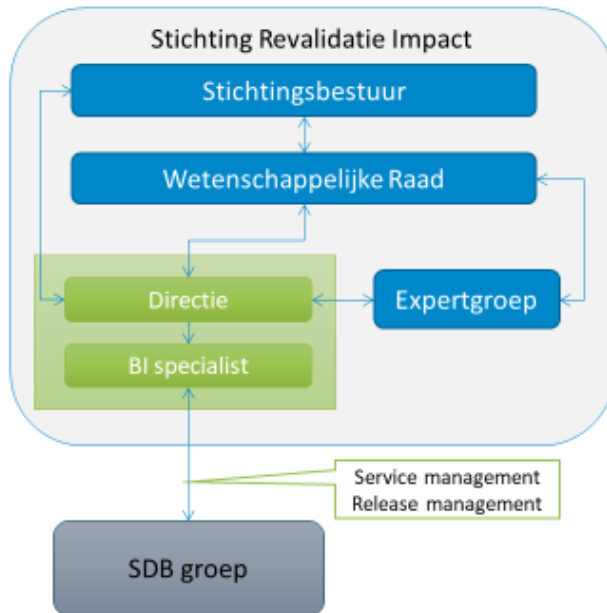 Stichting Revalidatie Impact
Stichtingsbestuur
Wetenschappelijke Raad
Directie
Expertgroep
BI specialist
Service management
Release management
SDB groep